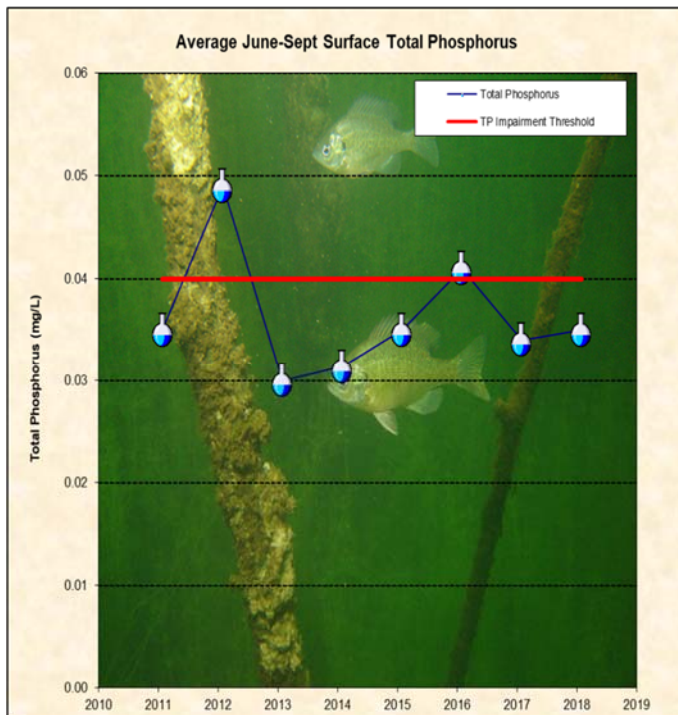 Average June-Sept Surface Total Phosphorus
0.06
Total Phosphorus
TP Impairment Threshold
0.05
0.04
0.03
0.02
0.01
0.00
Total Phosphorus (mg/L)
2010 2011 2012 2013 2014 2015 2016 2017 2018 2019